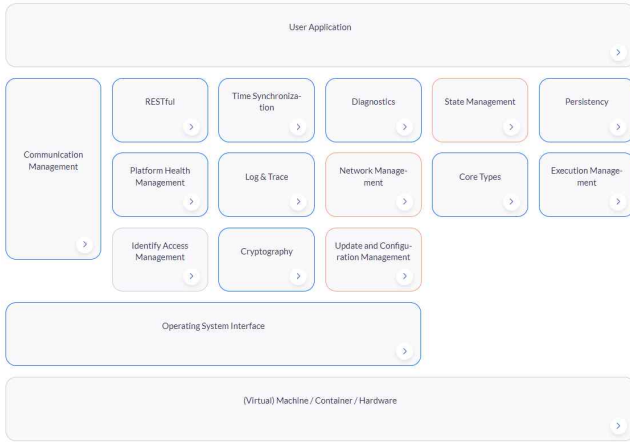 User Application
RESTful
Time Synchroniza-
tion
Diagnostics
State Management
Persistency
Communication
Management
Platform Health
Management
Log & Trace
Network Manage-
ment
Core Types
Execution Manage-
ment
Identify Access
Management
Cryptography
Update and Configu-
ration Management
Operating System Interface
(Virtual) Machine / Container / Hardware